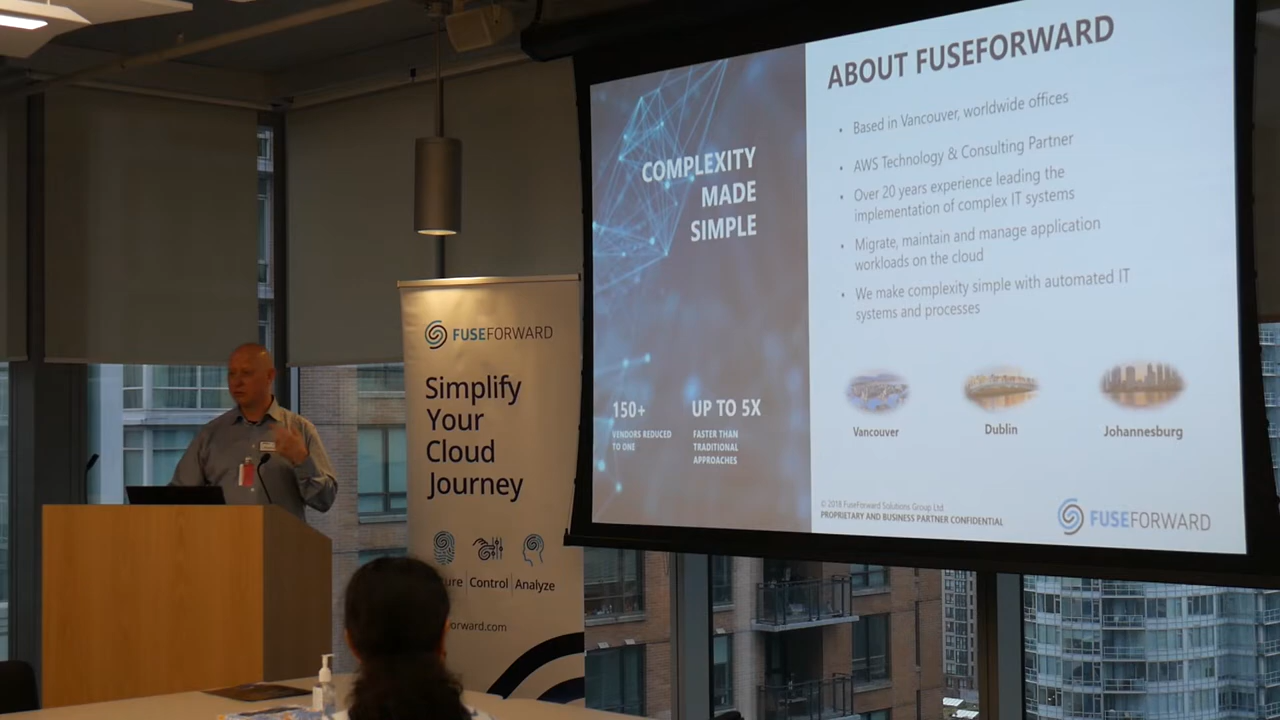 ABOUT FUSEFORWARD
COMPLEXITY
MADE
SIMPLE
• Based in Vancouver, worldwide offices
• AWS Technology & Consulting Partner
• Over 20 years experience leading the
implementation of complex IT systems
• Migrate, maintain and manage application
workloads on the cloud
• We make complexity simple with automated IT
systems and processes
150+
VENDORS REDUCED
TO ONE
UP TO 5X
FASTER THAN
TRADITIONAL
APPROACHES
Vancouver
Dublin
Johannesburg
© 2018 FuseForward Solutions Group Ltd.
PROPRIETARY AND BUSINESS PARTNER CONFIDENTIAL
FUSEFORWARD
FUSEFORWARD
Simplify
Your
Cloud
Journey
Control
Analyze